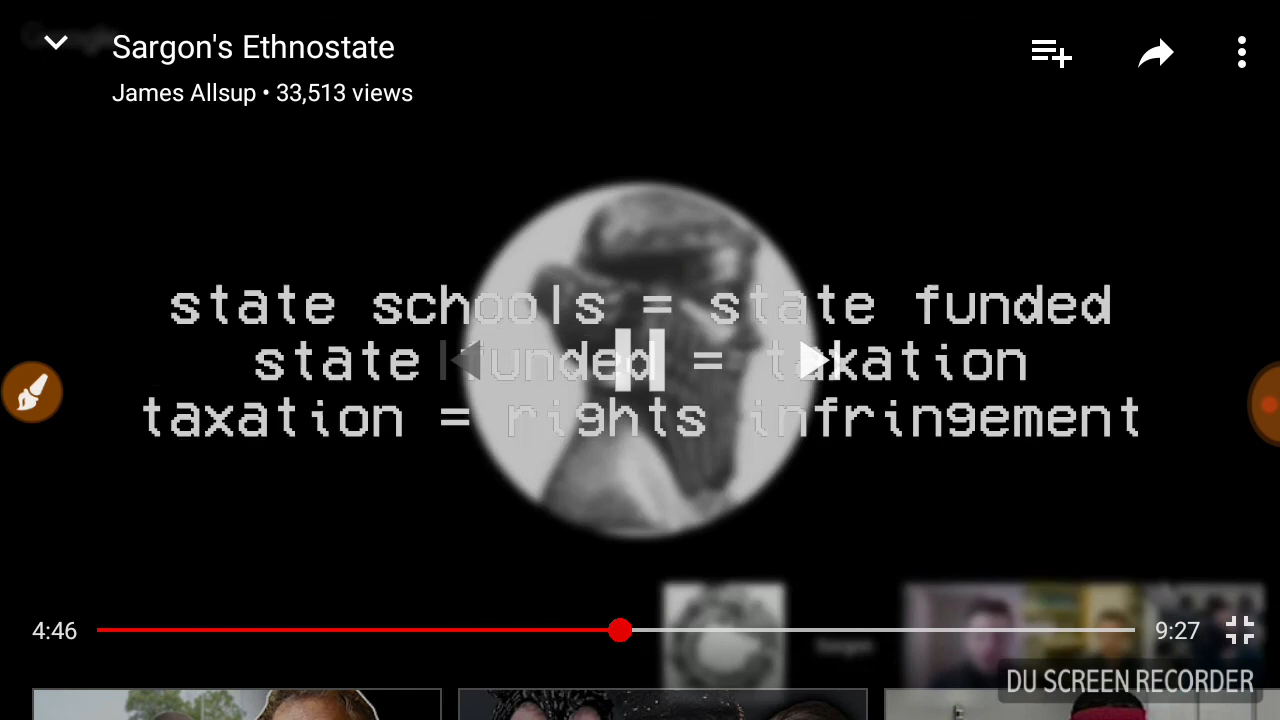 Sargon's Ethnostate
James Allsup • 33,513 views
state schools = state funded
state funded = taxation
taxation = rights infringement
4:46
9:27
DU SCREEN RECORDER